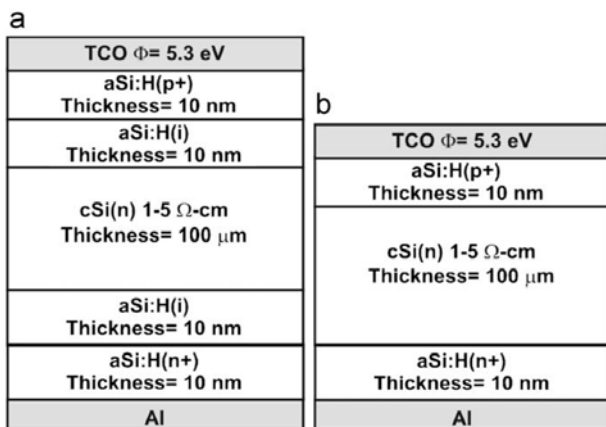 a
TCO Φ= 5.3 eV
aSi:H(p+)
Thickness= 10 nm
aSi:H(i)
Thickness= 10 nm
cSi(n) 1-5 Ω-cm
Thickness= 100 μm
aSi:H(i)
Thickness= 10 nm
aSi:H(n+)
Thickness= 10 nm
Al
b
TCO Φ= 5.3 eV
aSi:H(p+)
Thickness= 10 nm
cSi(n) 1-5 Ω-cm
Thickness= 100 μm
aSi:H(n+)
Thickness= 10 nm
Al